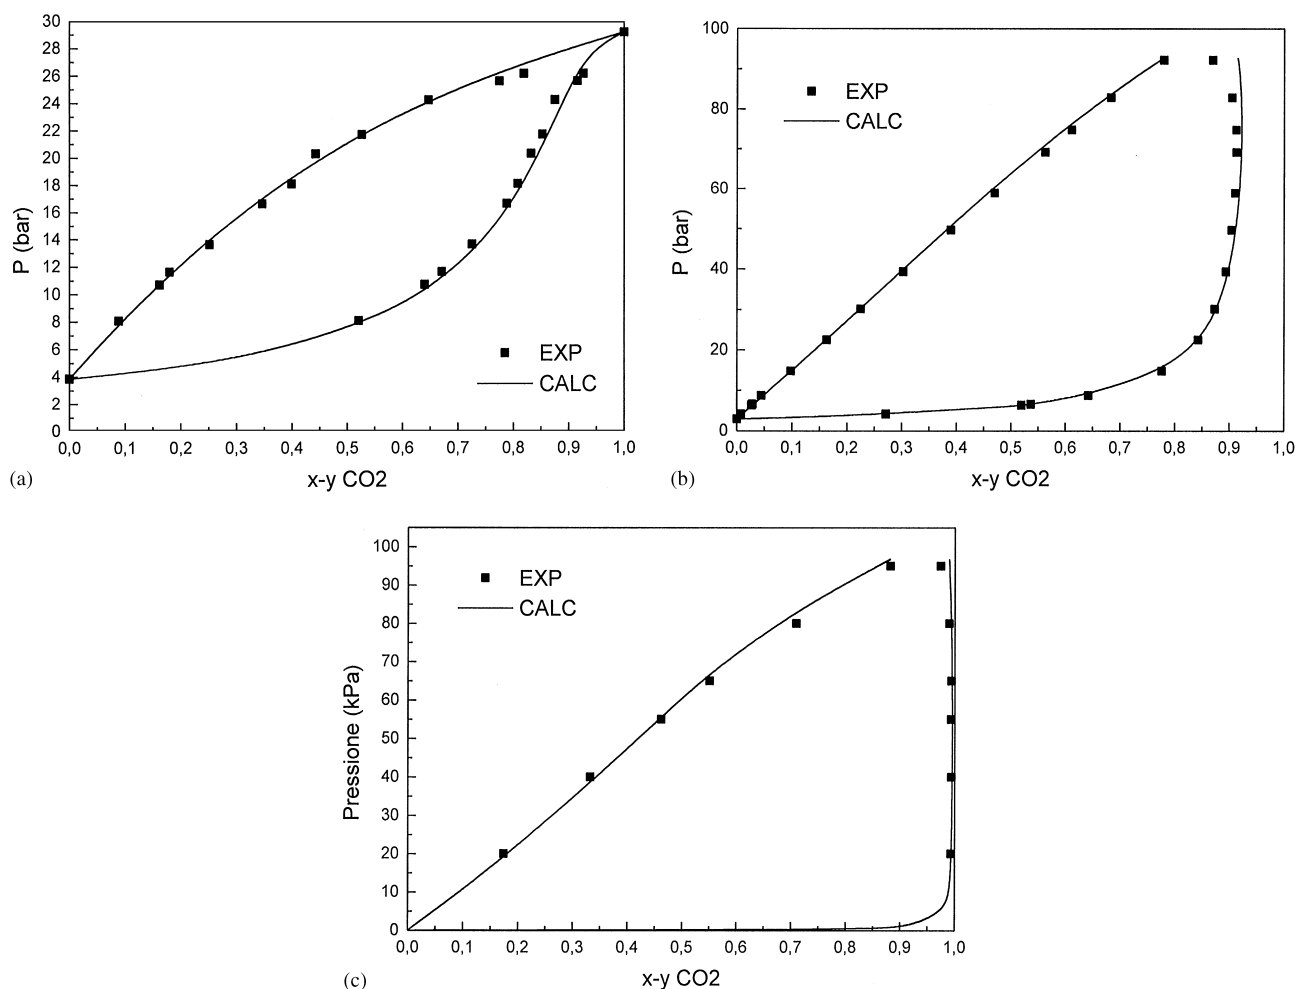 30
28
26
24
22
20
18
16
14
12
10
8
6
4
2
0
P (bar)
EXP
CALC
0,0 0,1 0,2 0,3 0,4 0,5 0,6 0,7 0,8 0,9 1,0
x-y CO2
(a)
100
80
60
40
20
0
P (bar)
EXP
CALC
0,0 0,1 0,2 0,3 0,4 0,5 0,6 0,7 0,8 0,9 1,0
x-y CO2
(b)
100
90
80
70
60
50
40
30
20
10
0
Pressione (kPa)
EXP
CALC
0,0 0,1 0,2 0,3 0,4 0,5 0,6 0,7 0,8 0,9 1,0
x-y CO2
(c)